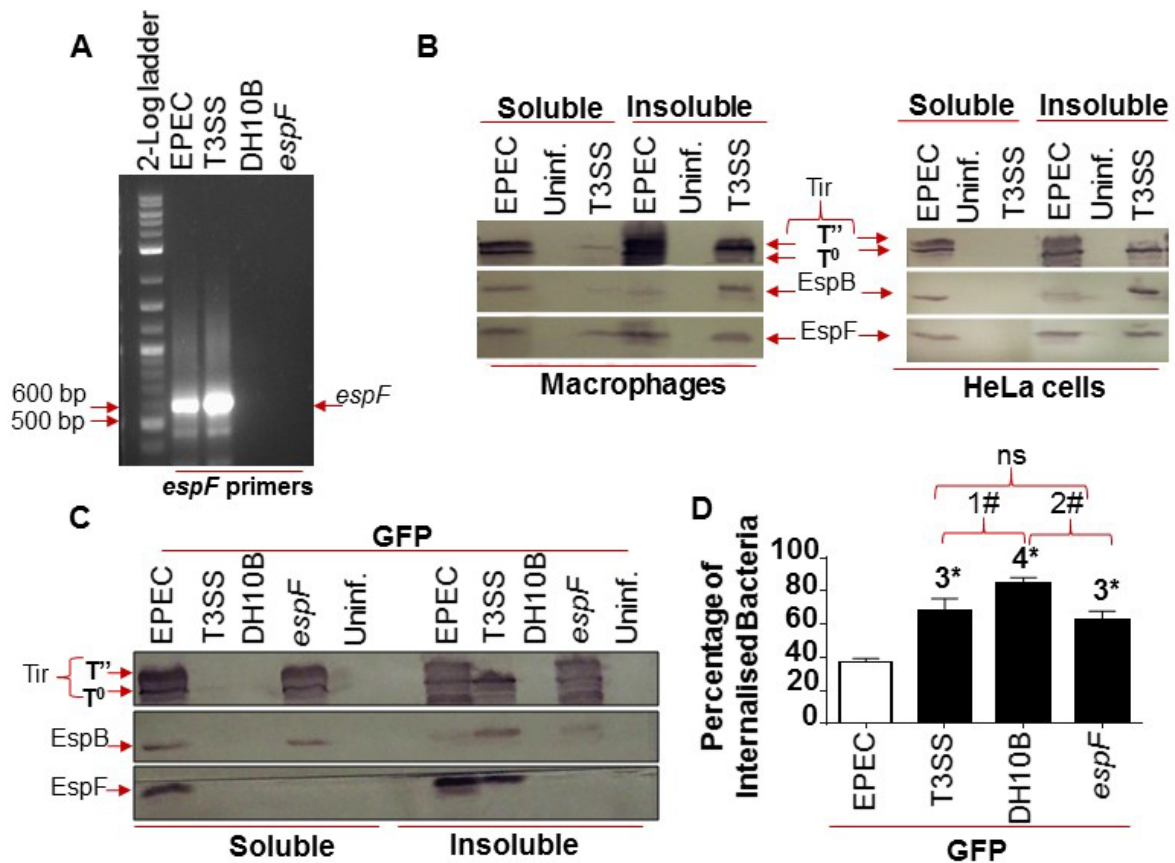 A
2-Log ladder
EPEC
T3SS
DH10B
espF
600 bp
500 bp
espF
espF primers
B
Soluble
Insoluble
EPEC
Uninf.
T3SS
EPEC
Uninf.
T3SS
Macrophages
Tir
T’’
T0
EspB
EspF
Soluble
Insoluble
EPEC
Uninf.
T3SS
EPEC
Uninf.
T3SS
HeLa cells
C
GFP
EPEC
T3SS
DH10B
espF
Uninf.
EPEC
T3SS
DH10B
espF
Uninf.
Tir
T’’
T0
EspB
EspF
Soluble
Insoluble
D
ns
1#
2#
Percentage of
Internalised Bacteria
100
80
60
40
20
0
3*
4*
3*
EPEC
T3SS
DH10B
espF
GFP